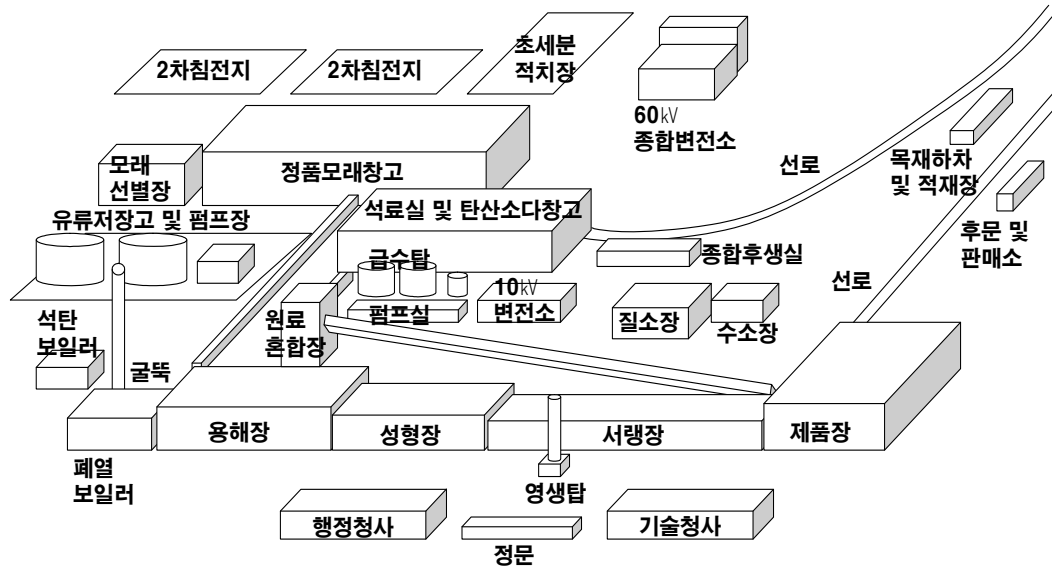 2차침전지
2차침전지
초세분
적치장
60kV
종합변전소
모래
선별장
정품모래창고
선로
목재하차
및 적재장
유류저장고 및 펌프장
석료실 및 탄산소다창고
후문 및
판매소
급수탑
종합후생실
10kV
변전소
선로
석탄
보일러
원료
혼합장
펌프실
질소장
수소장
굴뚝
용해장
성형장
서랭장
제품장
폐열
보일러
영생탑
행정청사
기술청사
정문